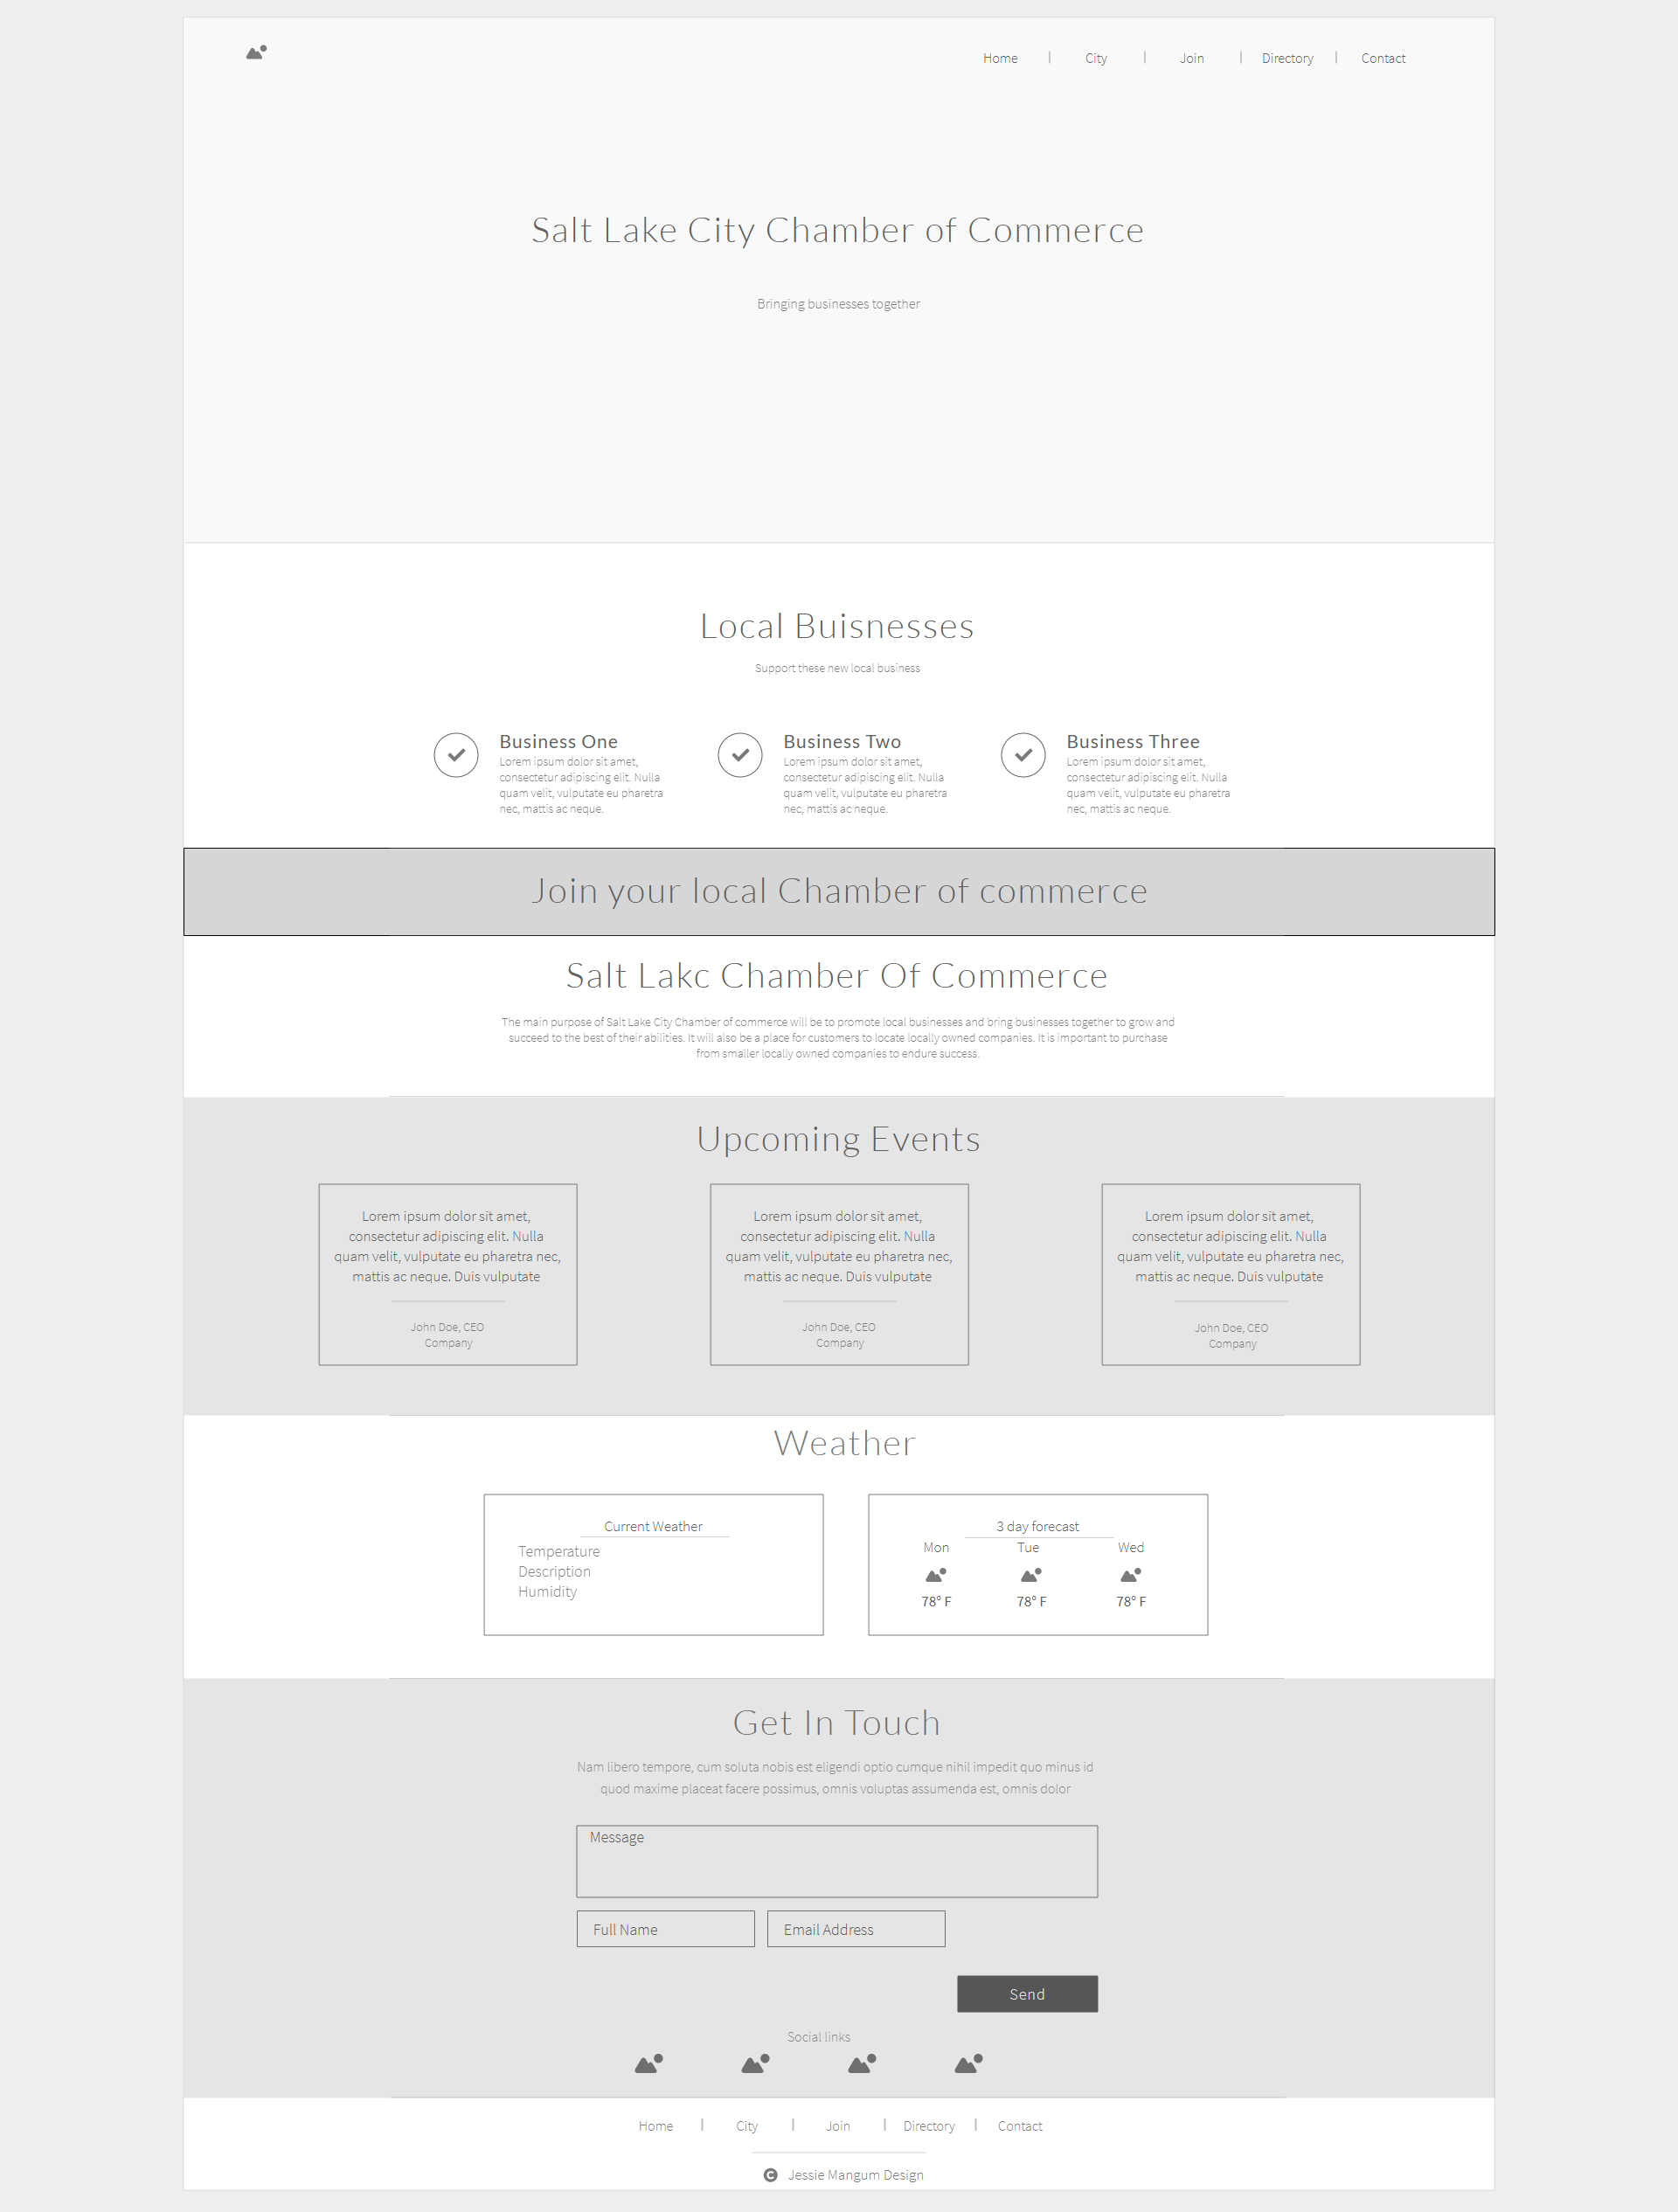 Home | City | Join | Directory | Contact
Salt Lake City Chamber of Commerce
Bringing businesses together
Local Buisnesses
Support these new local business
Business One
Lorem ipsum dolor sit amet,
consectetur adipiscing elit. Nulla
quam velit, vulputate eu pharetra
nec, mattis ac neque.
Business Two
Lorem ipsum dolor sit amet,
consectetur adipiscing elit. Nulla
quam velit, vulputate eu pharetra
nec, mattis ac neque.
Business Three
Lorem ipsum dolor sit amet,
consectetur adipiscing elit. Nulla
quam velit, vulputate eu pharetra
nec, mattis ac neque.
Join your local Chamber of commerce
Salt Lakc Chamber Of Commerce
The main purpose of Salt Lake City Chamber of commerce will be to promote local businesses and bring businesses together to grow and
succeed to the best of their abilities. It will also be a place for customers to locate locally owned companies. It is important to purchase
from smaller locally owned companies to endure success.
Upcoming Events
Lorem ipsum dolor sit amet,
consectetur adipiscing elit. Nulla
quam velit, vulputate eu pharetra nec,
mattis ac neque. Duis vulputate
John Doe, CEO
Company
Lorem ipsum dolor sit amet,
consectetur adipiscing elit. Nulla
quam velit, vulputate eu pharetra nec,
mattis ac neque. Duis vulputate
John Doe, CEO
Company
Lorem ipsum dolor sit amet,
consectetur adipiscing elit. Nulla
quam velit, vulputate eu pharetra nec,
mattis ac neque. Duis vulputate
John Doe, CEO
Company
Weather
Current Weather
Temperature
Description
Humidity
3 day forecast
Mon Tue Wed
78° F 78° F 78° F
Get In Touch
Nam libero tempore, cum soluta nobis est eligendi optio cumque nihil impedit quo minus id
quod maxime placeat facere possimus, omnis voluptas assumenda est, omnis dolor
Message
Full Name Email Address
Send
Social links
Home | City | Join | Directory | Contact
© Jessie Mangum Design